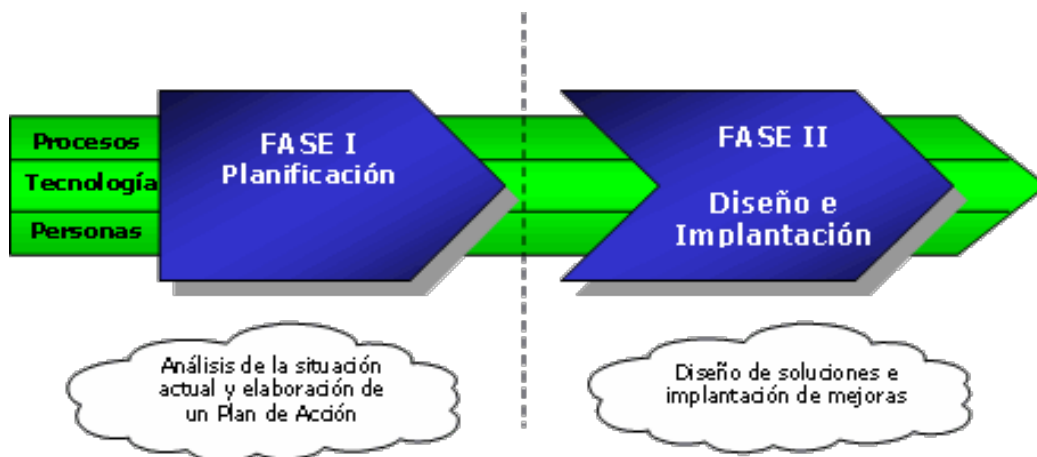 Procesos
Tecnología
Personas
FASE I
Planificación
FASE II
Diseño e
Implantación
Análisis de la situación
actual y elaboración de
un Plan de Acción
Diseño de soluciones e
implantación de mejoras